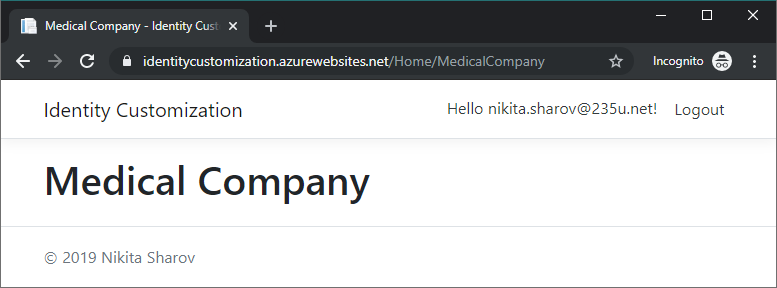 Medical Company - Identity Cust
identitycustomization.azurewebsites.net/Home/MedicalCompany
Incognito
Identity Customization
Hello nikita.sharov@235u.net!
Logout
Medical Company
© 2019 Nikita Sharov